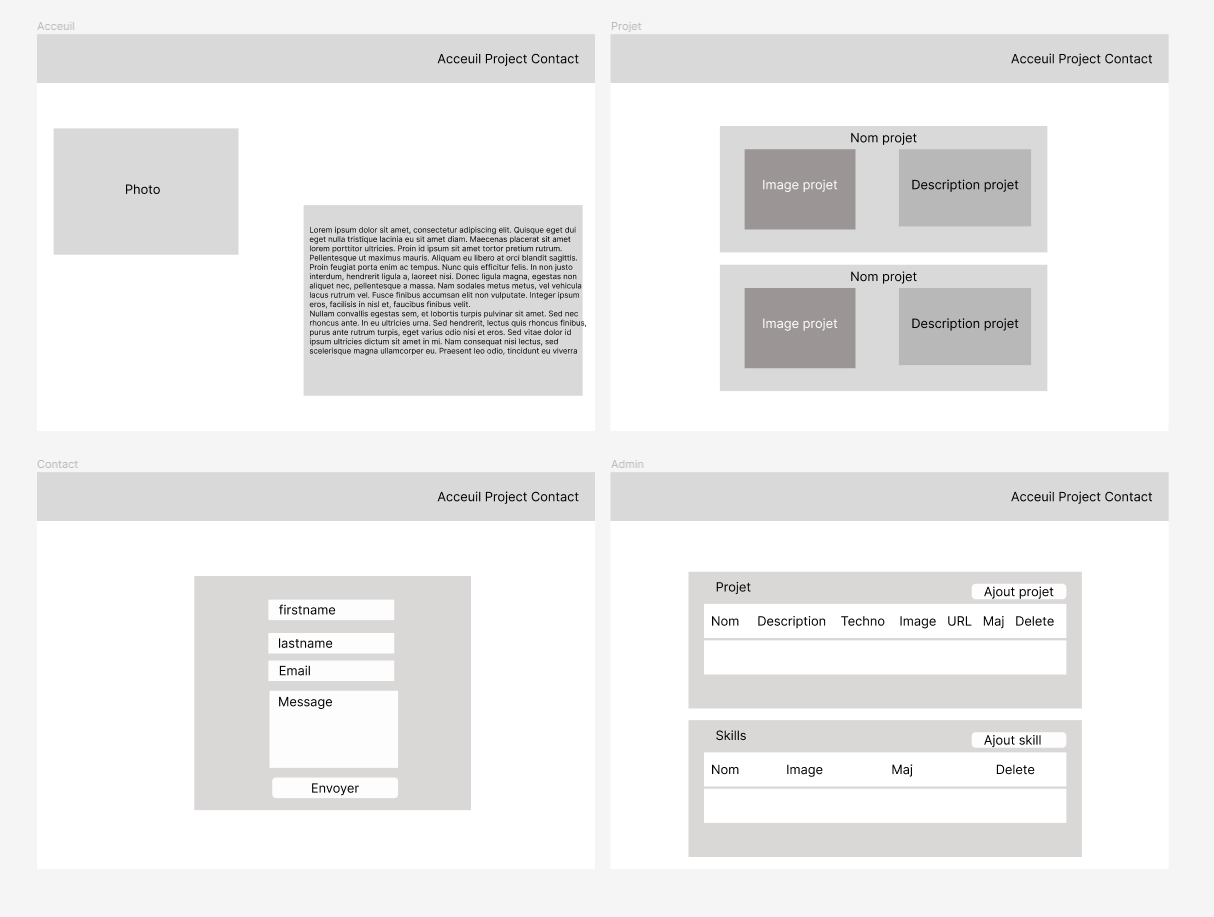 Acceuil
Acceuil Project Contact
Photo
Lorem ipsum dolor sit amet, consectetur adipiscing elit. Quisque eget dui
eget nulla tristique lacinia eu sit amet diam. Maecenas placerat sit amet
lorem porttitor ultricies. Proin id ipsum sit amet tortor pretium rutrum.
Pellentesque ut maximus mauris. Aliquam eu libero at orci blandit sagittis.
Proin feugiat porta enim ac tempus. Nunc quis efficitur felis. In non justo
interdum, hendrerit ligula a, laoreet nisi. Donec ligula magna, egestas non
aliquet nec, pellentesque a massa. Nam sodales metus metus, vel vehicula
lacus rutrum vel. Fusce finibus accumsan elit non vulputate. Integer ipsum
eros, facilisis in nisl et, faucibus finibus velit.
Nullam convallis egestas sem, et lobortis turpis pulvinar sit amet. Sed nec
rhoncus ante. In eu ultricies urna. Sed hendrerit, lectus quis rhoncus finibus,
purus ante rutrum turpis, eget varius odio nisi et eros. Sed vitae dolor id
ipsum ultricies dictum sit amet in mi. Nam consequat nisi lectus, sed
scelerisque magna ullamcorper eu. Praesent leo odio, tincidunt eu viverra
Projet
Acceuil Project Contact
Nom projet
Image projet
Description projet
Nom projet
Image projet
Description projet
Contact
Acceuil Project Contact
firstname
lastname
Email
Message
Envoyer
Admin
Acceuil Project Contact
Projet
Ajout projet
Nom Description Techno Image URL Maj Delete
Skills
Ajout skill
Nom Image Maj Delete